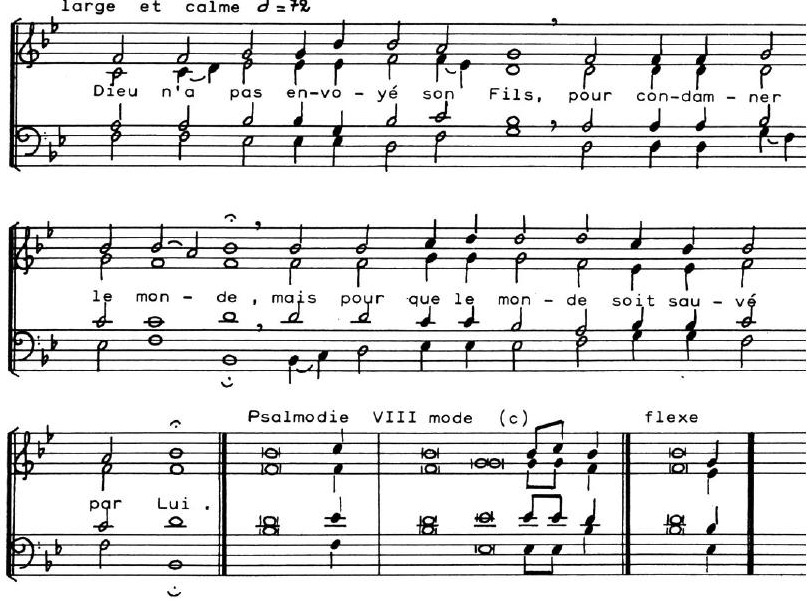 large et calme 𝅗𝅥 =72
Dieu n'a pas en-vo-yé son Fils, pour con-dam-ner
le mon-de, mais pour que le mon-de soit sau-vé
Psalmodie VIII mode (c) flexe
par Lui.